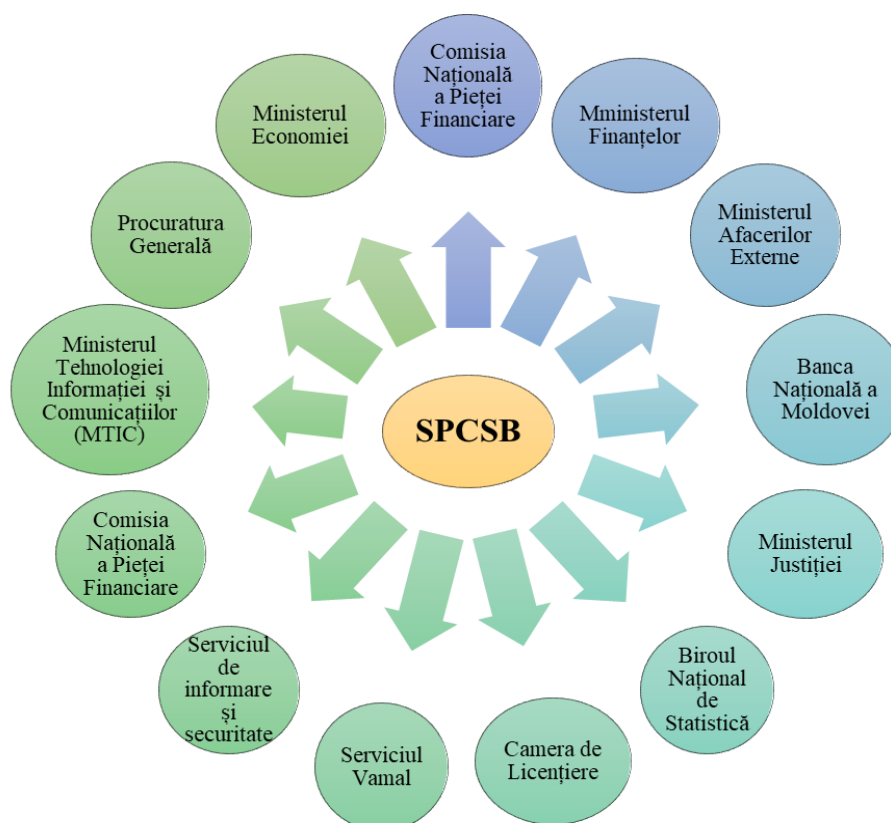 Comisia
Națională
a Pieței
Financiare
Mministerul
Finanțelor
Ministerul
Afacerilor
Externe
Banca
Națională a
Moldovei
Ministerul
Justiției
Biroul
Național
de
Statistică
Camera de
Licențiere
Serviciul
Vamal
Serviciul
de
informare
și
securitate
Comisia
Națională
a Pieței
Financiare
Ministerul
Tehnologiei
Informației și
Comunicațiilor
(MTIC)
Procuratura
Generală
Ministerul
Economiei
SPCSB